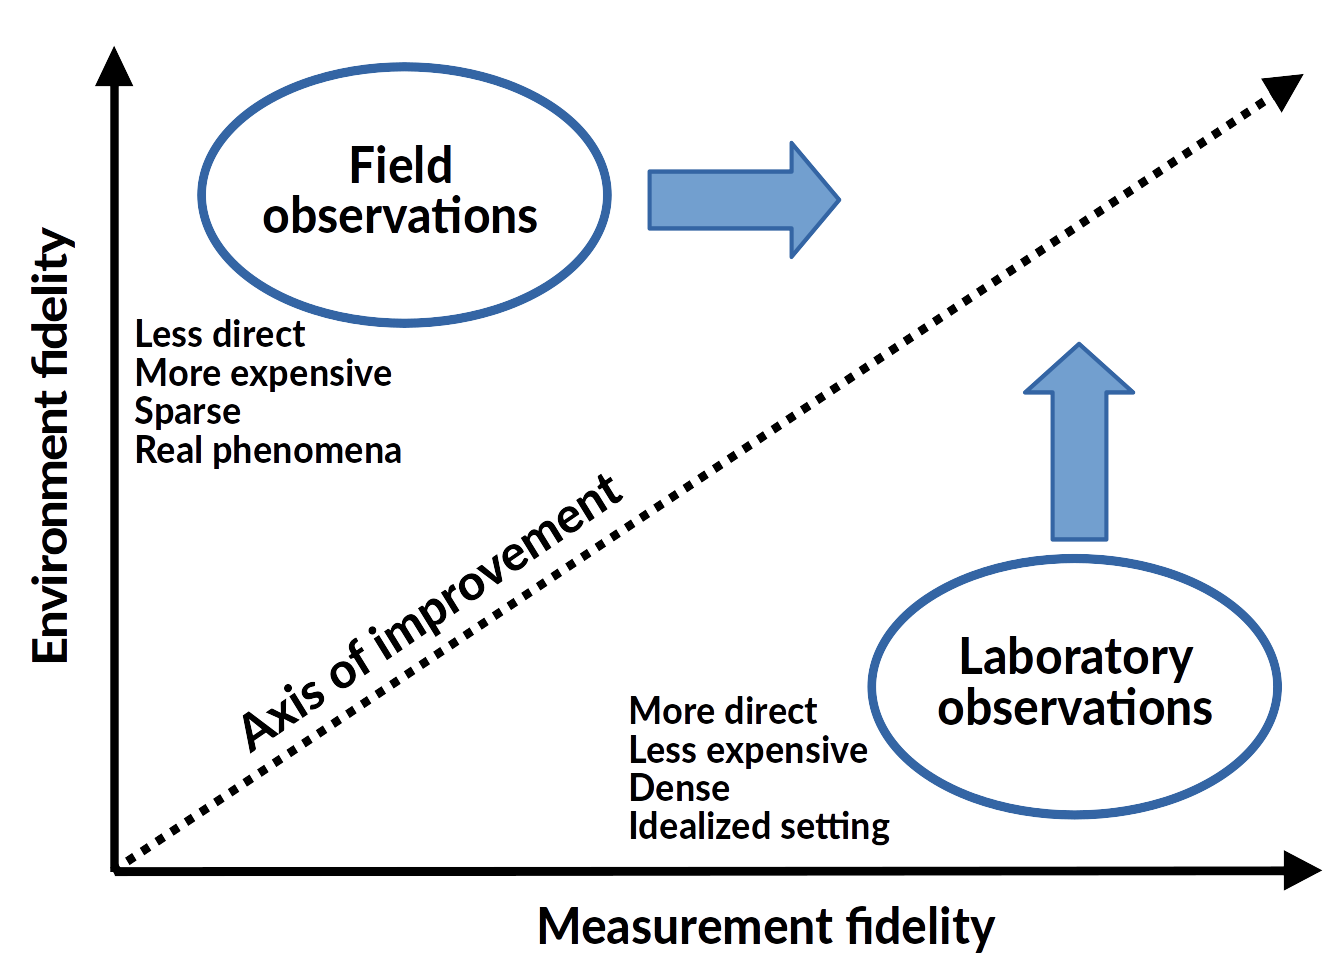 Field
observations
Less direct
More expensive
Sparse
Real phenomena
Environment fidelity
Axis of improvement
Laboratory
observations
More direct
Less expensive
Dense
Idealized setting
Measurement fidelity